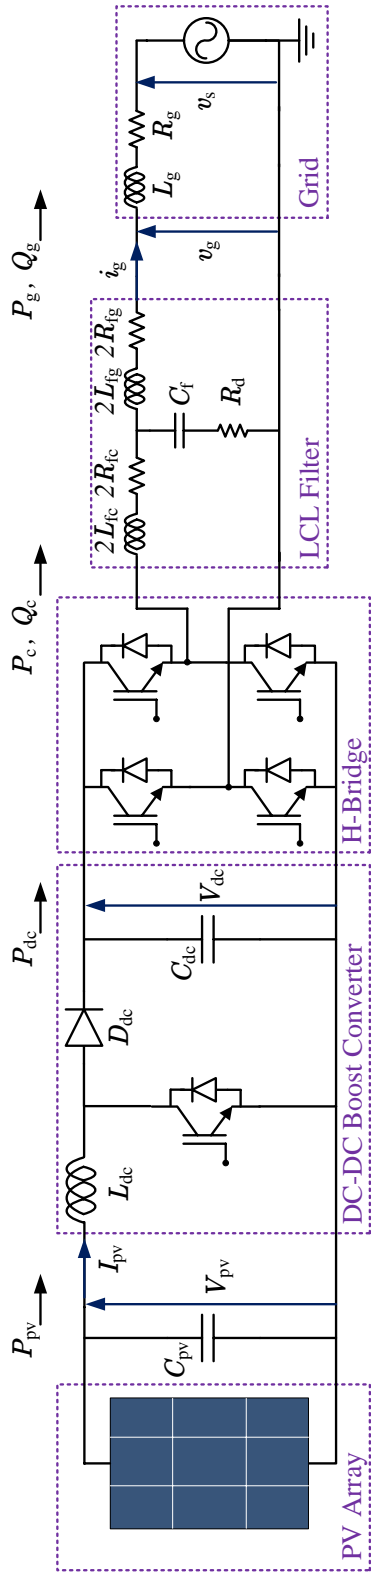 P_pv
P_dc
P_c, Q_c
P_g, Q_g
I_pv
L_dc
D_dc
2L_fc
2R_fc
2L_fg
2R_fg
i_g
L_g
R_g
C_pv
V_pv
C_dc
V_dc
C_f
R_d
v_g
v_s
PV Array
DC-DC Boost Converter
H-Bridge
LCL Filter
Grid